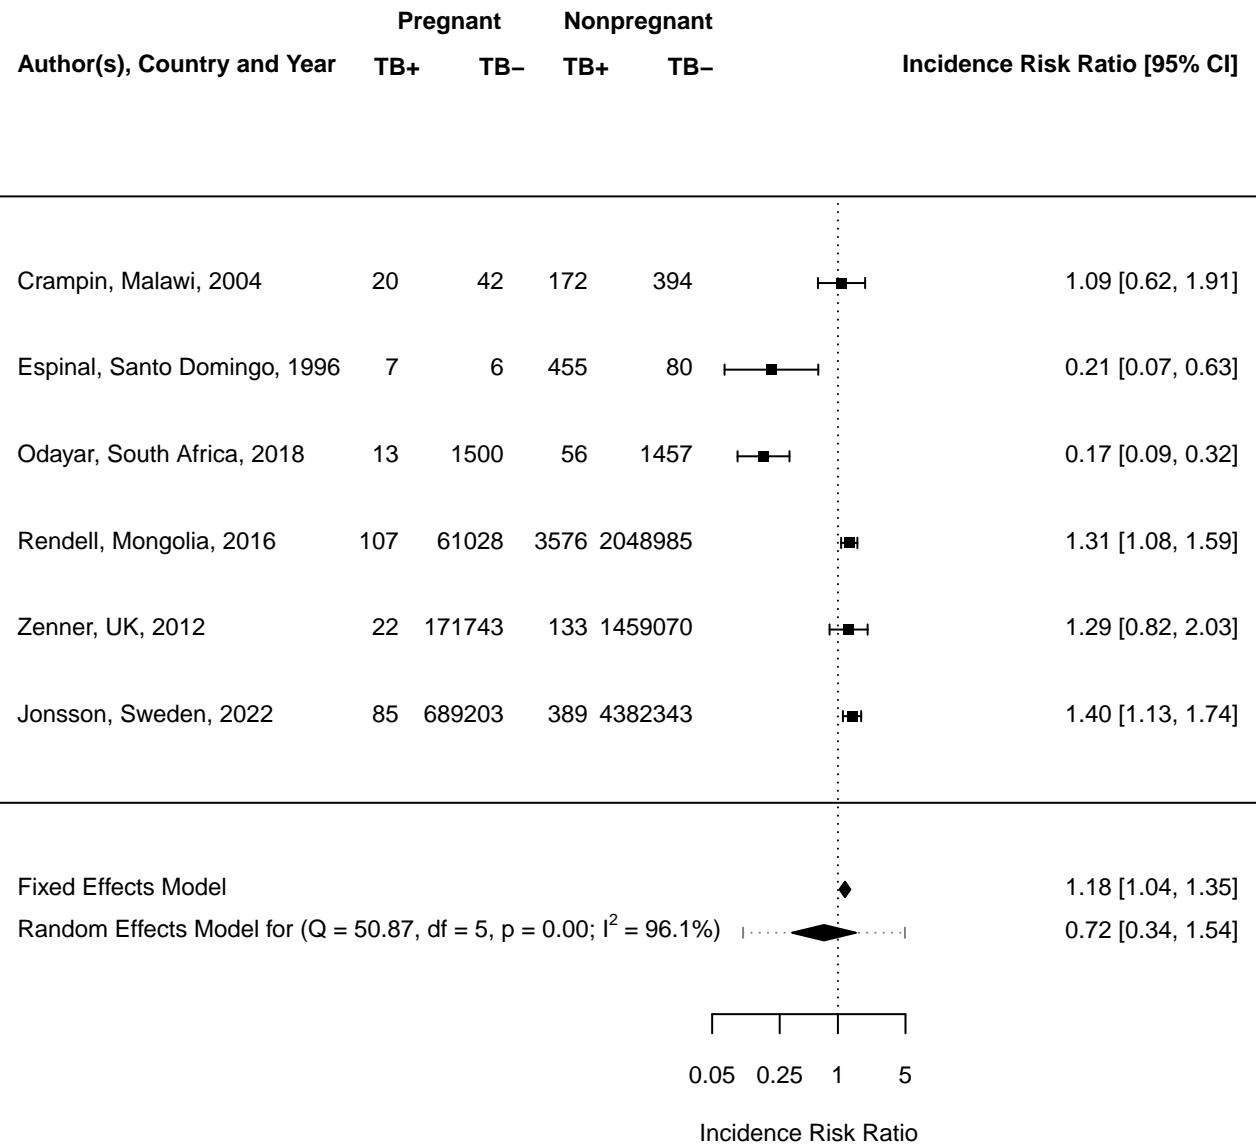 Pregnant Nonpregnant
Author(s), Country and Year TB+ TB− TB+ TB− Incidence Risk Ratio [95% CI]
Crampin, Malawi, 2004 20 42 172 394 1.09 [0.62, 1.91]
Espinal, Santo Domingo, 1996 7 6 455 80 0.21 [0.07, 0.63]
Odayar, South Africa, 2018 13 1500 56 1457 0.17 [0.09, 0.32]
Rendell, Mongolia, 2016 107 61028 3576 2048985 1.31 [1.08, 1.59]
Zenner, UK, 2012 22 171743 133 1459070 1.29 [0.82, 2.03]
Jonsson, Sweden, 2022 85 689203 389 4382343 1.40 [1.13, 1.74]
Fixed Effects Model 1.18 [1.04, 1.35]
Random Effects Model for (Q = 50.87, df = 5, p = 0.00; I² = 96.1%) 0.72 [0.34, 1.54]
0.05 0.25 1 5
Incidence Risk Ratio